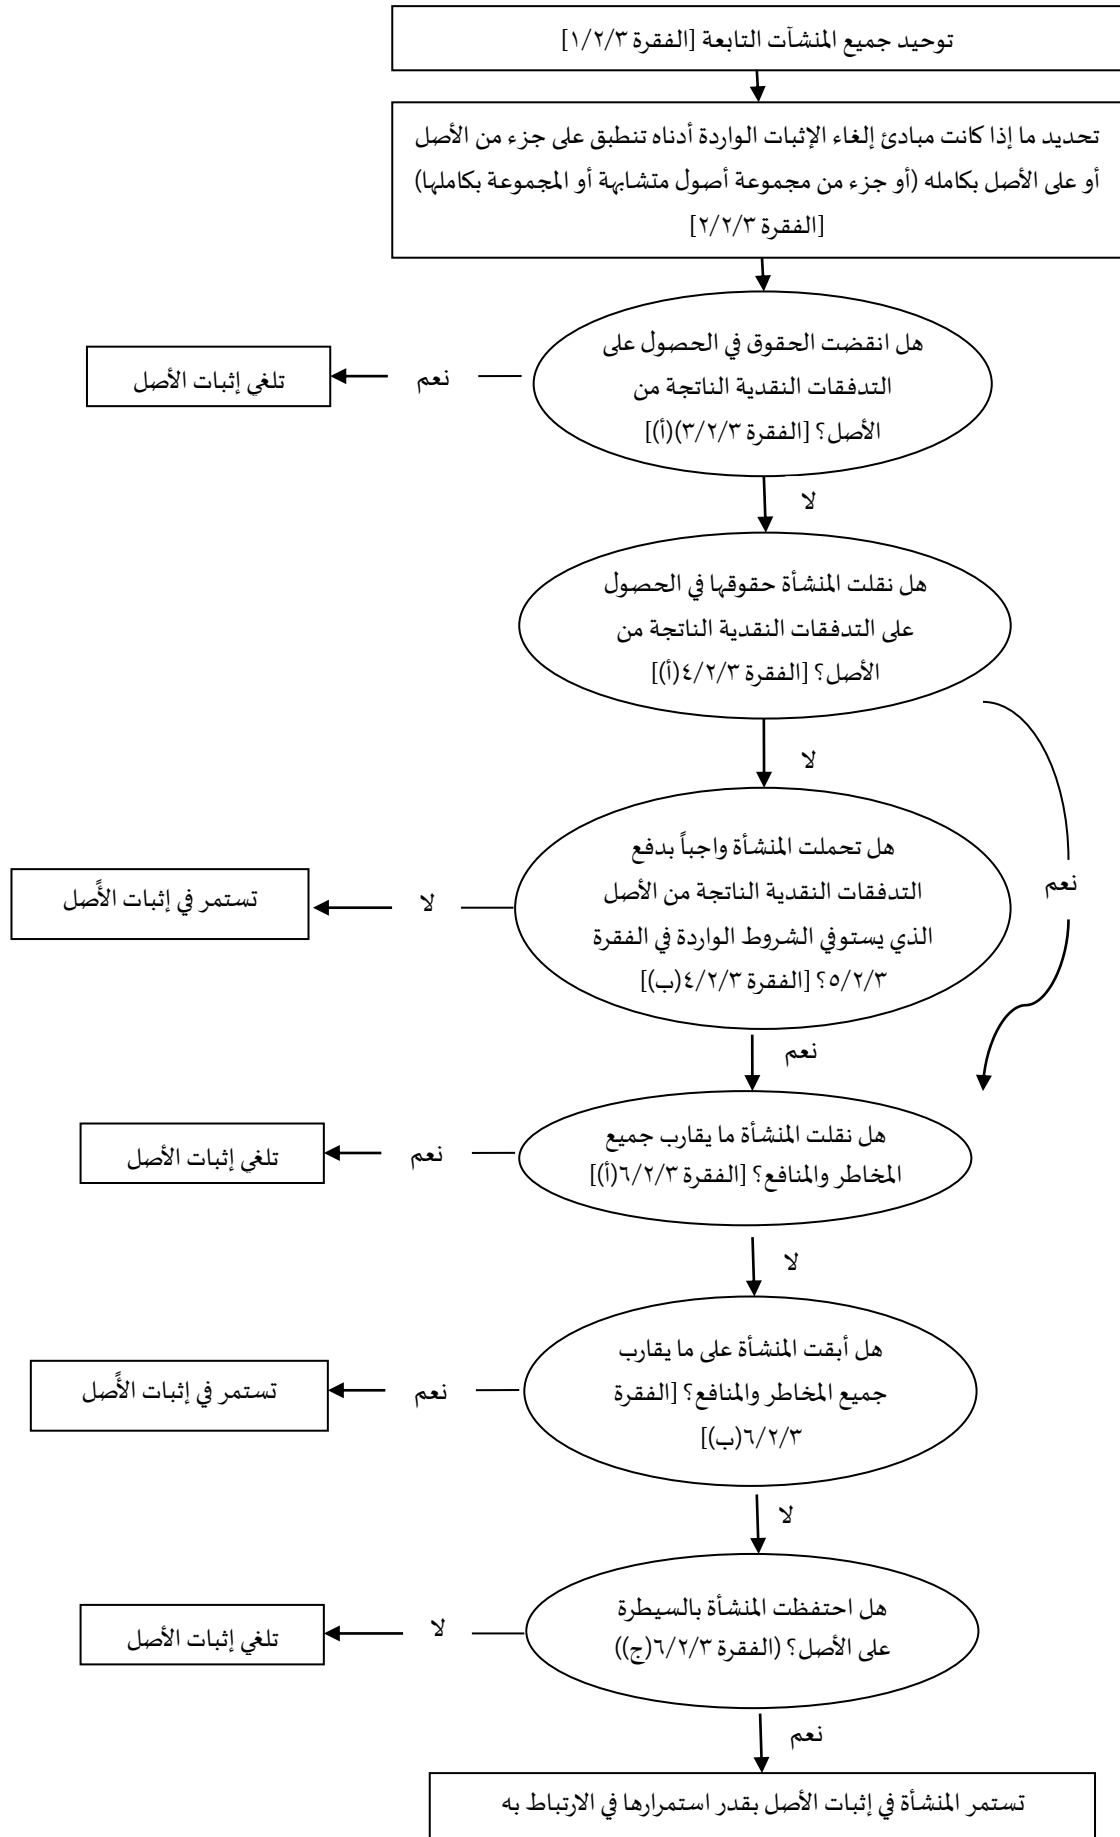 توحيد جميع المنشآت التابعة [الفقرة ١/٢/٣]
تحديد ما إذا كانت مبادئ إلغاء الإثبات الواردة أدناه تنطبق على جزء من الأصل
أو على الأصل بكامله (أو جزء من مجموعة أصول متشابهة أو المجموعة بكاملها)
[الفقرة ٢/٢/٣]
هل انقضت الحقوق في الحصول على
التدفقات النقدية الناتجة من
الأصل؟ [الفقرة ٣/٢/٣)(أ)]
نعم
تلغي إثبات الأصل
لا
هل نقلت المنشأة حقوقها في الحصول
على التدفقات النقدية الناتجة من
الأصل؟ [الفقرة ٤/٢/٣(أ)]
لا
نعم
هل تحملت المنشأة واجباً بدفع
التدفقات النقدية الناتجة من الأصل
الذي يستوفي الشروط الواردة في الفقرة
٥/٢/٣؟ [الفقرة ٤/٢/٣(ب)]
لا
تستمر في إثبات الأًصل
نعم
هل نقلت المنشأة ما يقارب جميع
المخاطر والمنافع؟ [الفقرة ٦/٢/٣(أ)]
نعم
تلغي إثبات الأصل
لا
هل أبقت المنشأة على ما يقارب
جميع المخاطر والمنافع؟ [الفقرة
٦/٢/٣(ب)]
نعم
تستمر في إثبات الأًصل
لا
هل احتفظت المنشأة بالسيطرة
على الأصل؟ (الفقرة ٦/٢/٣(ج))
لا
تلغي إثبات الأصل
نعم
تستمر المنشأة في إثبات الأصل بقدر استمرارها في الارتباط به